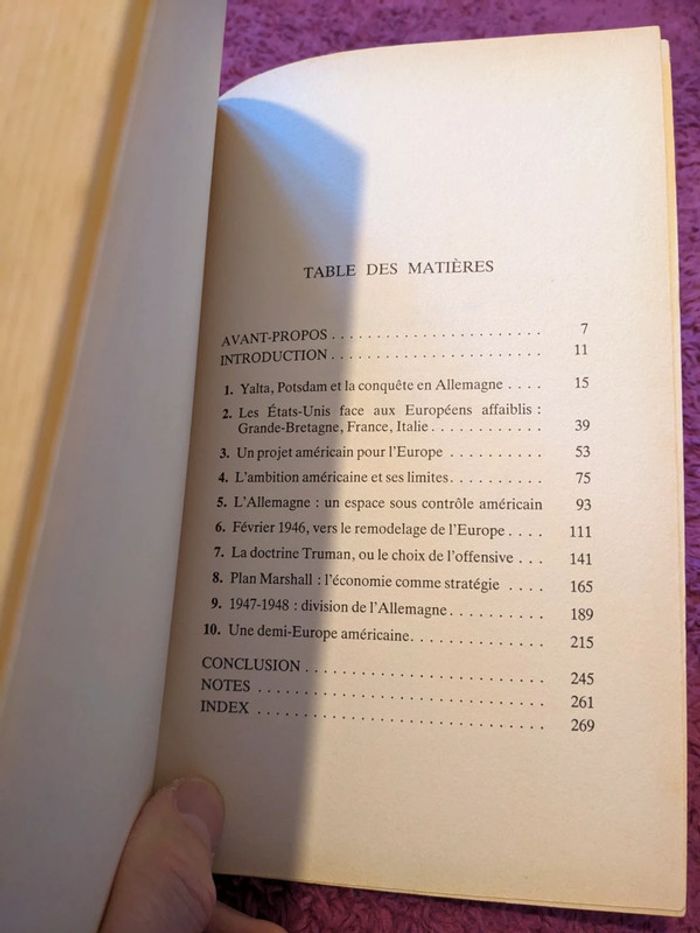 TABLE DES MATIÈRES
AVANT-PROPOS . . . . . . . . . . . . . . . . . . . . . . . . 7
INTRODUCTION . . . . . . . . . . . . . . . . . . . . . . . . 11
1. Yalta, Potsdam et la conquête en Allemagne . . . . 15
2. Les États-Unis face aux Européens affaiblis :
Grande-Bretagne, France, Italie . . . . . . . . . . . . 39
3. Un projet américain pour l'Europe . . . . . . . . . . 53
4. L'ambition américaine et ses limites . . . . . . . . . . 75
5. L'Allemagne : un espace sous contrôle américain 93
6. Février 1946, vers le remodelage de l'Europe . . . . 111
7. La doctrine Truman, ou le choix de l'offensive . . . 141
8. Plan Marshall : l'économie comme stratégie . . . . 165
9. 1947-1948 : division de l'Allemagne . . . . . . . . . . 189
10. Une demi-Europe américaine . . . . . . . . . . . . . . 215
CONCLUSION . . . . . . . . . . . . . . . . . . . . . . . . . . 245
NOTES . . . . . . . . . . . . . . . . . . . . . . . . . . . . . . 261
INDEX . . . . . . . . . . . . . . . . . . . . . . . . . . . . . . 269